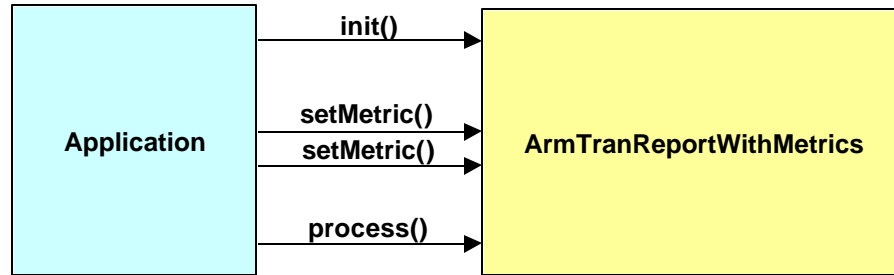 init()
setMetric()
Application
ArmTranReportWithMetrics
setMetric()
process()